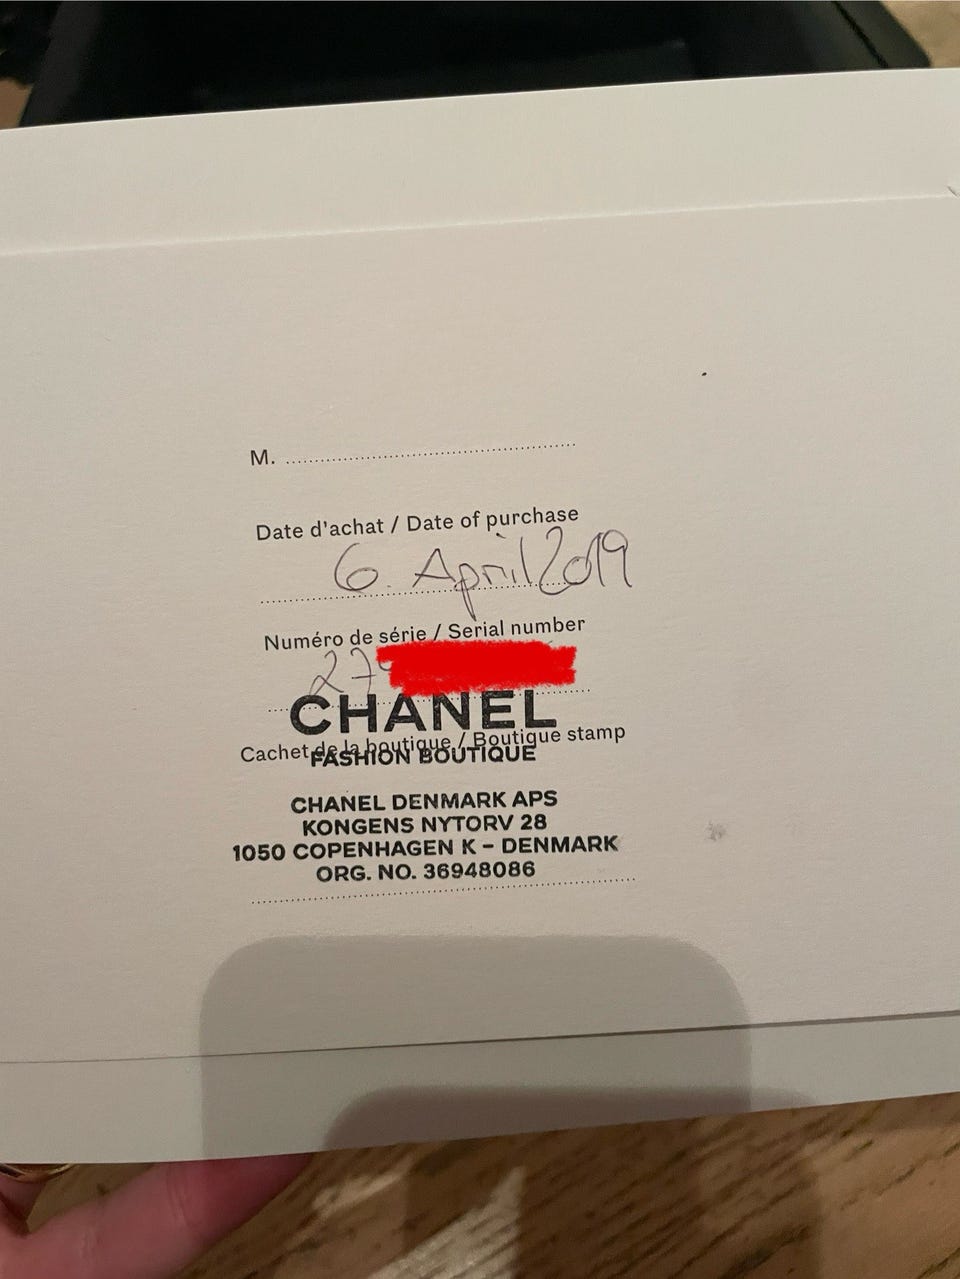 M. ........................................
Date d'achat / Date of purchase
6. April 2019
Numéro de série / Serial number
27
CHANEL
Cachet de la boutique / Boutique stamp
FASHION BOUTIQUE
CHANEL DENMARK APS
KONGENS NYTORV 28
1050 COPENHAGEN K – DENMARK
ORG. NO. 36948086